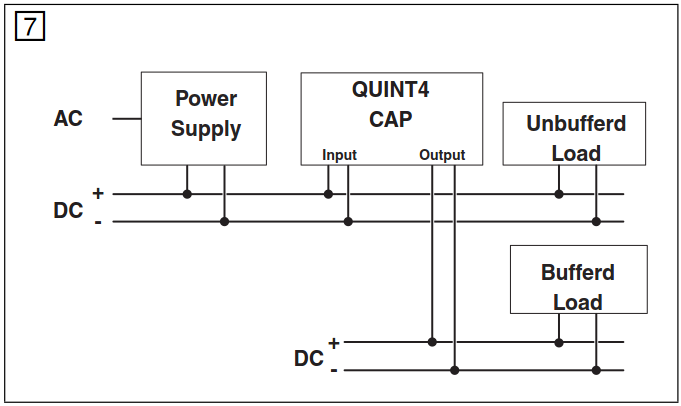 7
AC
Power
Supply
QUINT4
CAP
Input Output
Unbufferd
Load
DC + -
Bufferd
Load
DC + -